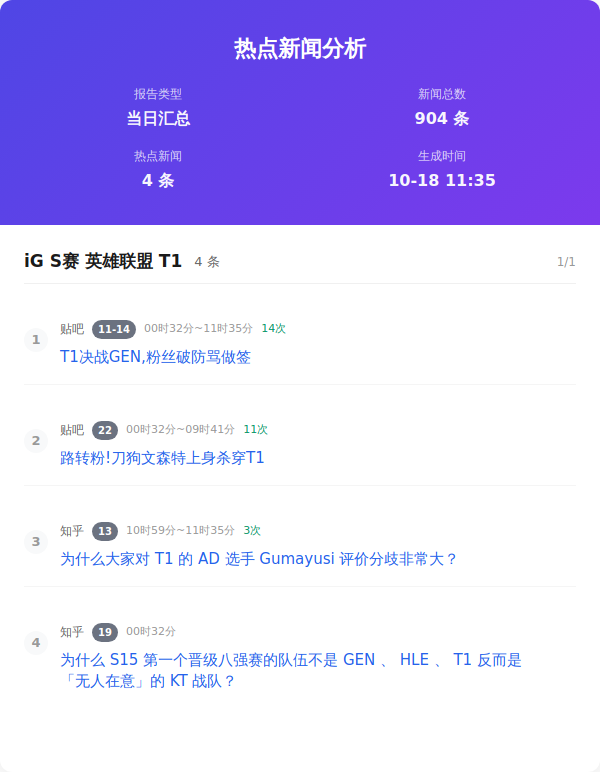 热点新闻分析
报告类型
新闻总数
当日汇总
904 条
热点新闻
生成时间
4 条
10-18 11:35
iG S赛 英雄联盟 T1 4 条 1/1
1
贴吧 11-14 00时32分~11时35分 14次
T1决战GEN,粉丝破防骂做签
2
贴吧 22 00时32分~09时41分 11次
路转粉!刀狗文森特上身杀穿T1
3
知乎 13 10时59分~11时35分 3次
为什么大家对 T1 的 AD 选手 Gumayusi 评价分歧非常大？
4
知乎 19 00时32分
为什么 S15 第一个晋级八强赛的队伍不是 GEN 、 HLE 、 T1 反而是
「无人在意」的 KT 战队？